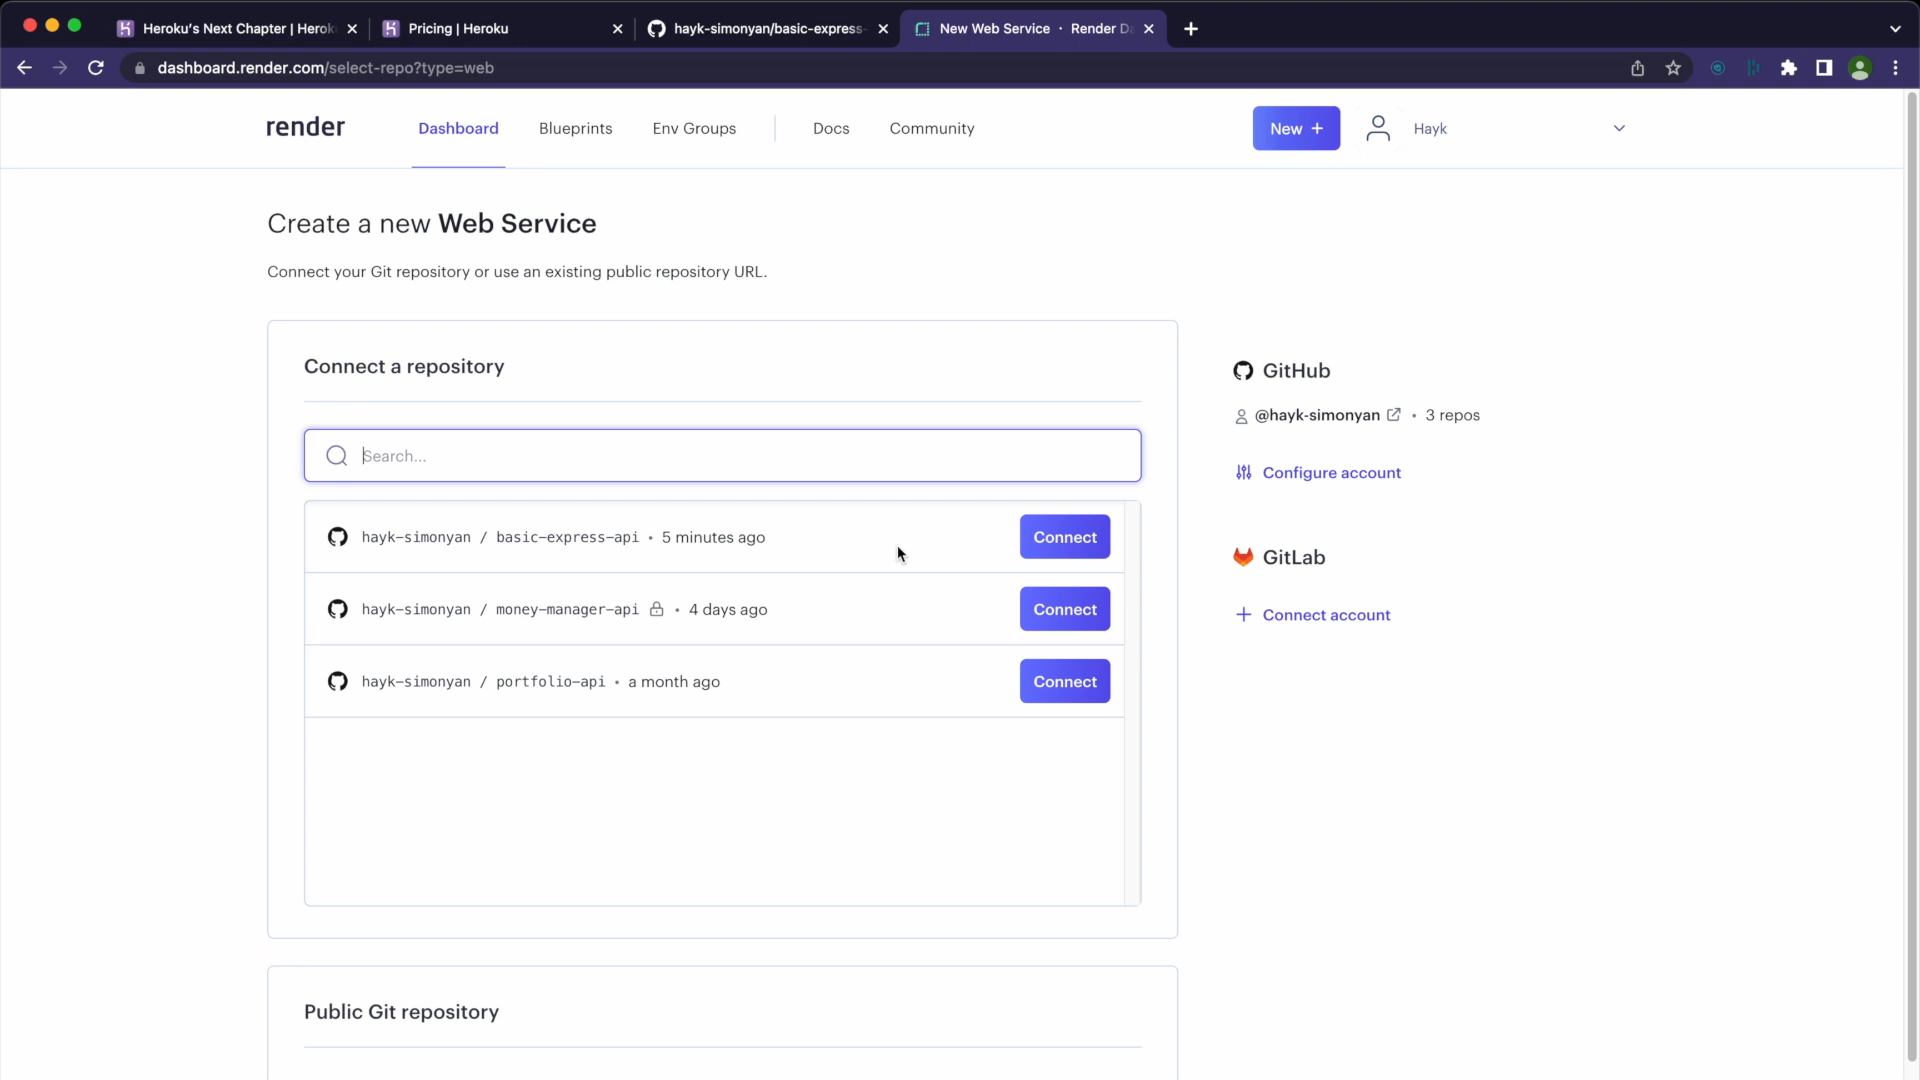 Heroku's Next Chapter | Herok
Pricing | Heroku
hayk-simonyan/basic-express-
New Web Service · Render Da
dashboard.render.com/select-repo?type=web
render
Dashboard
Blueprints
Env Groups
Docs
Community
New +
Hayk
Create a new Web Service
Connect your Git repository or use an existing public repository URL.
Connect a repository
Search...
hayk-simonyan / basic-express-api • 5 minutes ago
Connect
hayk-simonyan / money-manager-api • 4 days ago
Connect
hayk-simonyan / portfolio-api • a month ago
Connect
GitHub
@hayk-simonyan • 3 repos
Configure account
GitLab
Connect account
Public Git repository